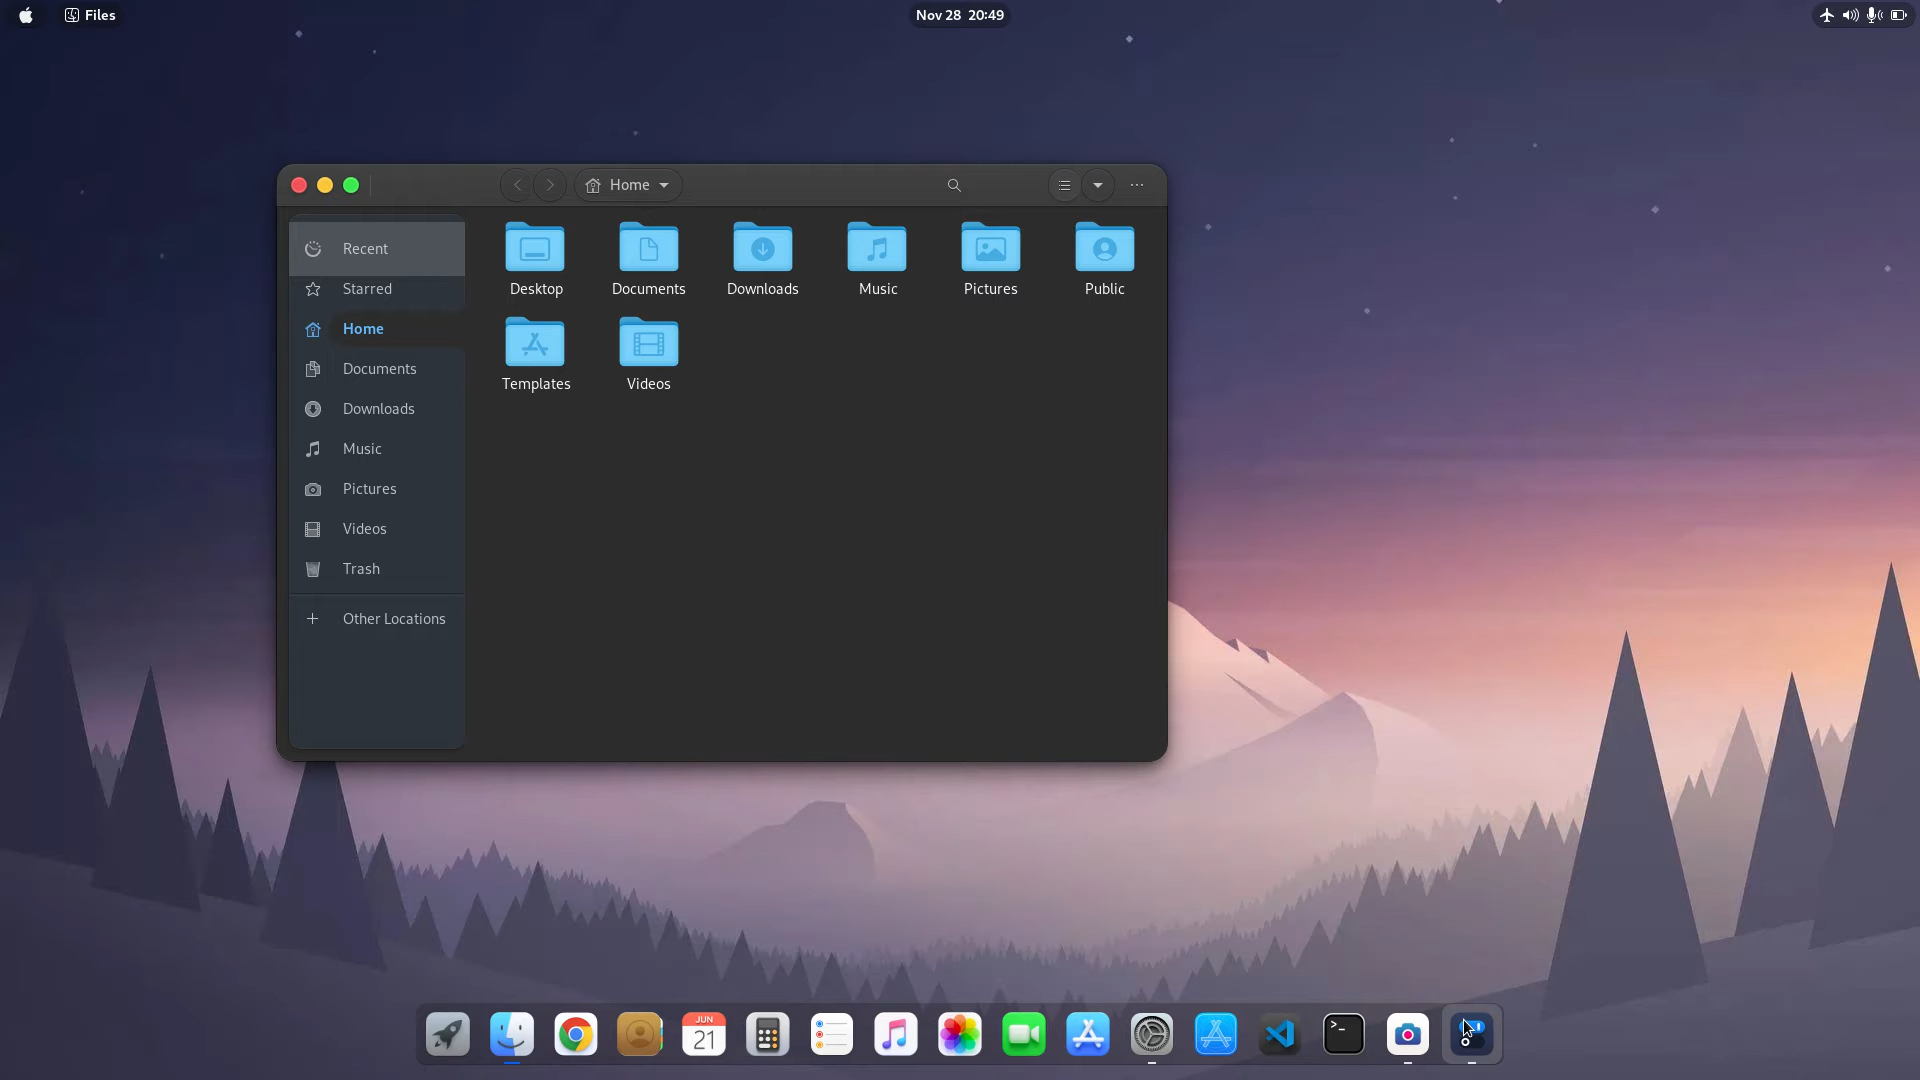 Files
Nov 28 20:49
Home
Recent
Starred
Home
Documents
Downloads
Music
Pictures
Videos
Trash
Other Locations
Desktop
Documents
Downloads
Music
Pictures
Public
Templates
Videos
JUN
21
>-